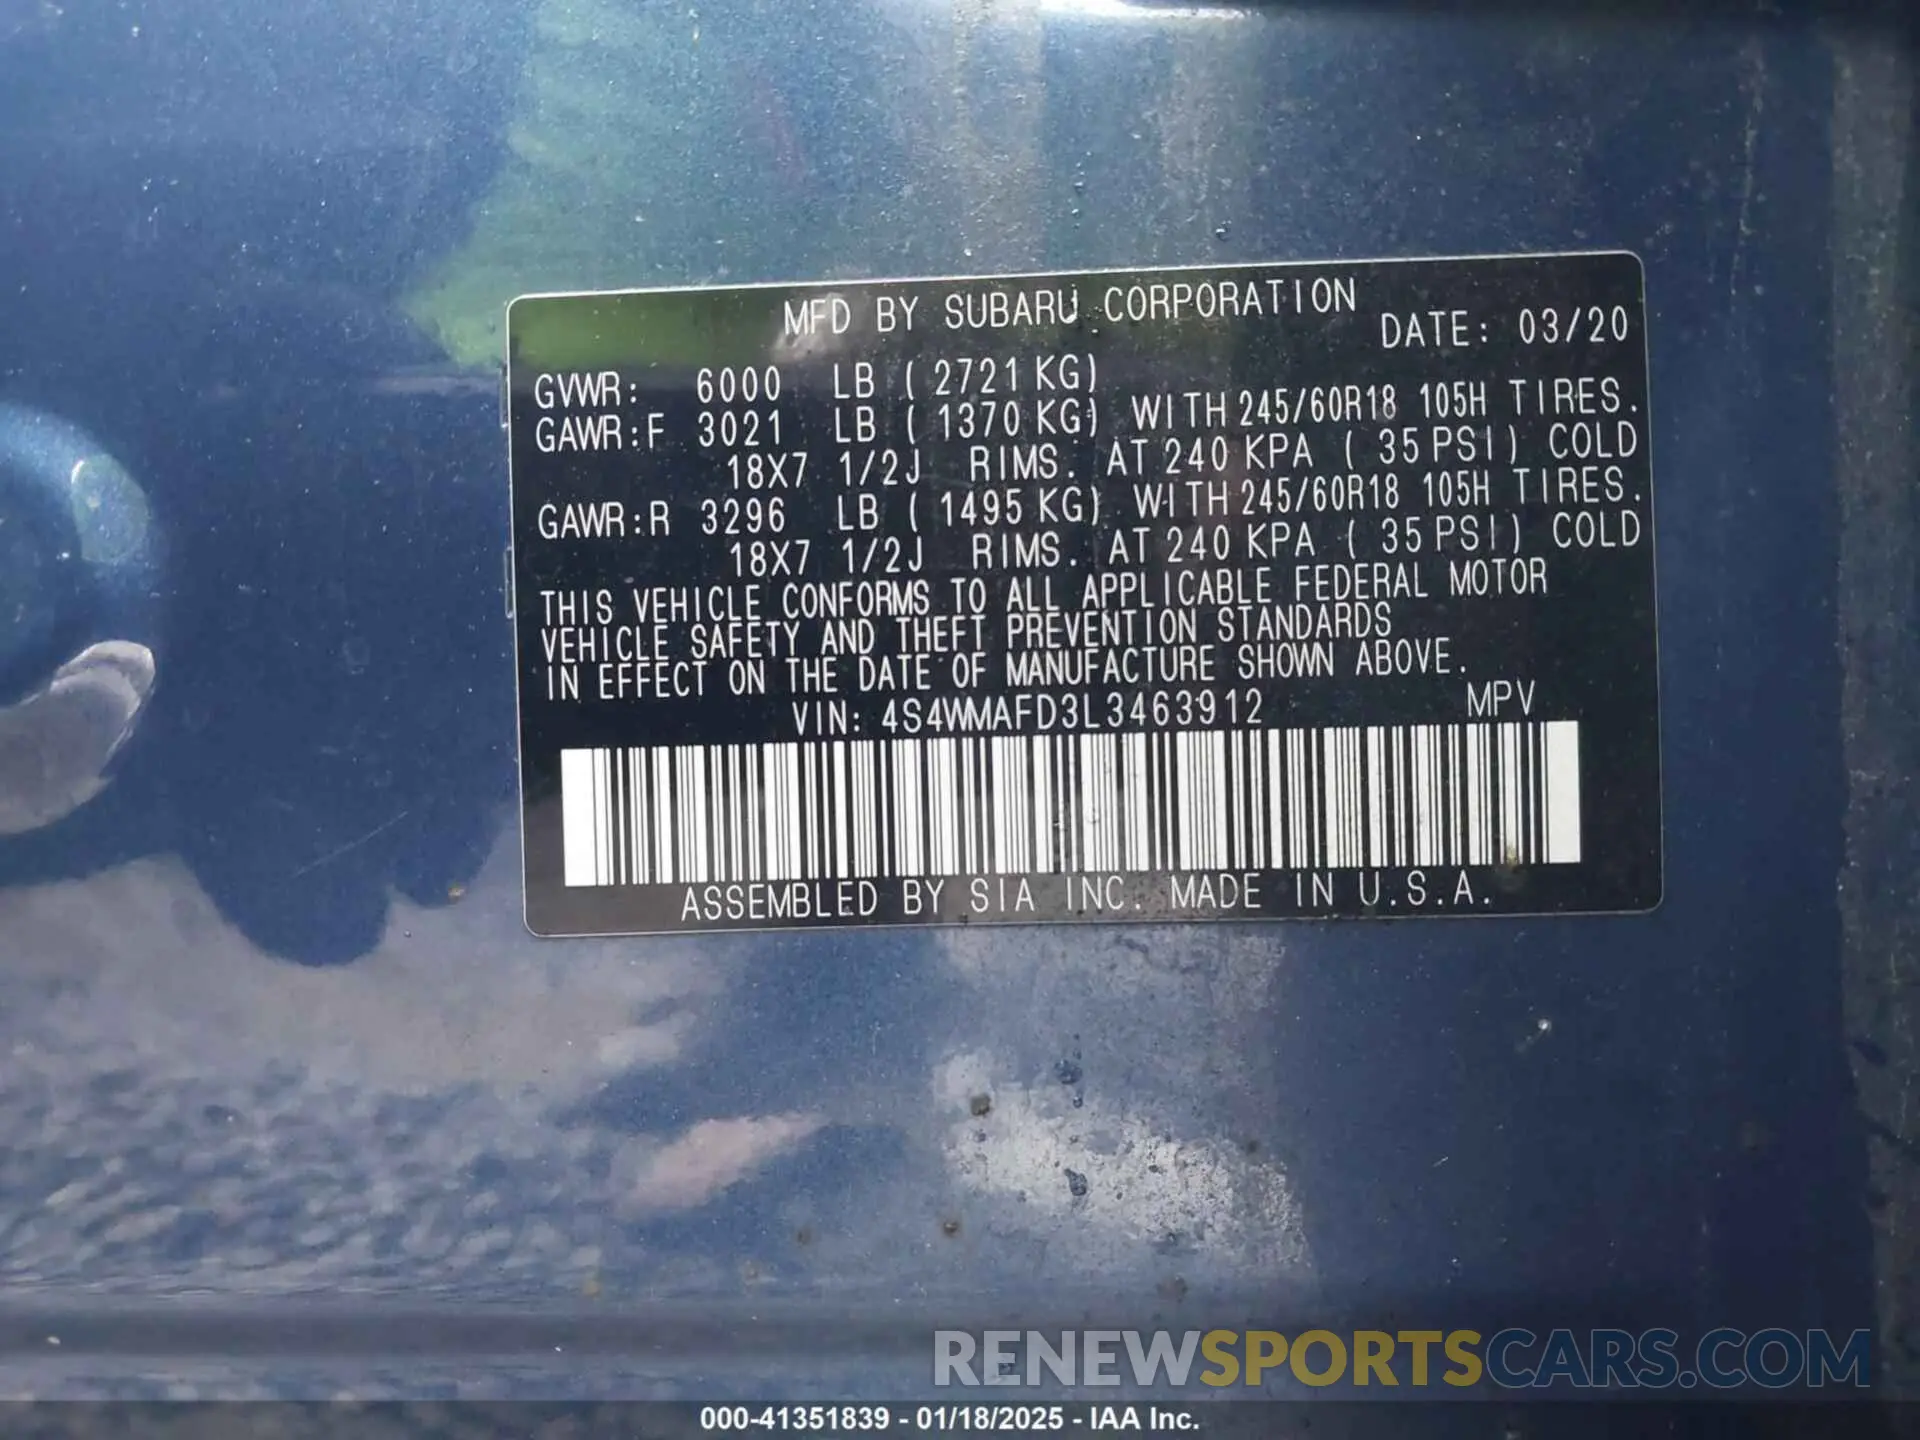 MFD BY SUBARU CORPORATION
DATE: 03/20
GVWR: 6000 LB ( 2721 KG)
GAWR:F 3021 LB ( 1370 KG) WITH 245/60R18 105H TIRES.
18X7 1/2J RIMS. AT 240 KPA ( 35 PSI) COLD
GAWR:R 3296 LB ( 1495 KG) WITH 245/60R18 105H TIRES.
18X7 1/2J RIMS. AT 240 KPA ( 35 PSI) COLD
THIS VEHICLE CONFORMS TO ALL APPLICABLE FEDERAL MOTOR
VEHICLE SAFETY AND THEFT PREVENTION STANDARDS
IN EFFECT ON THE DATE OF MANUFACTURE SHOWN ABOVE.
VIN: 4S4WMAFD3L3463912 MPV
ASSEMBLED BY SIA INC. MADE IN U.S.A.
RENEWSPORTSCARS.COM
000-41351839 - 01/18/2025 - IAA Inc.